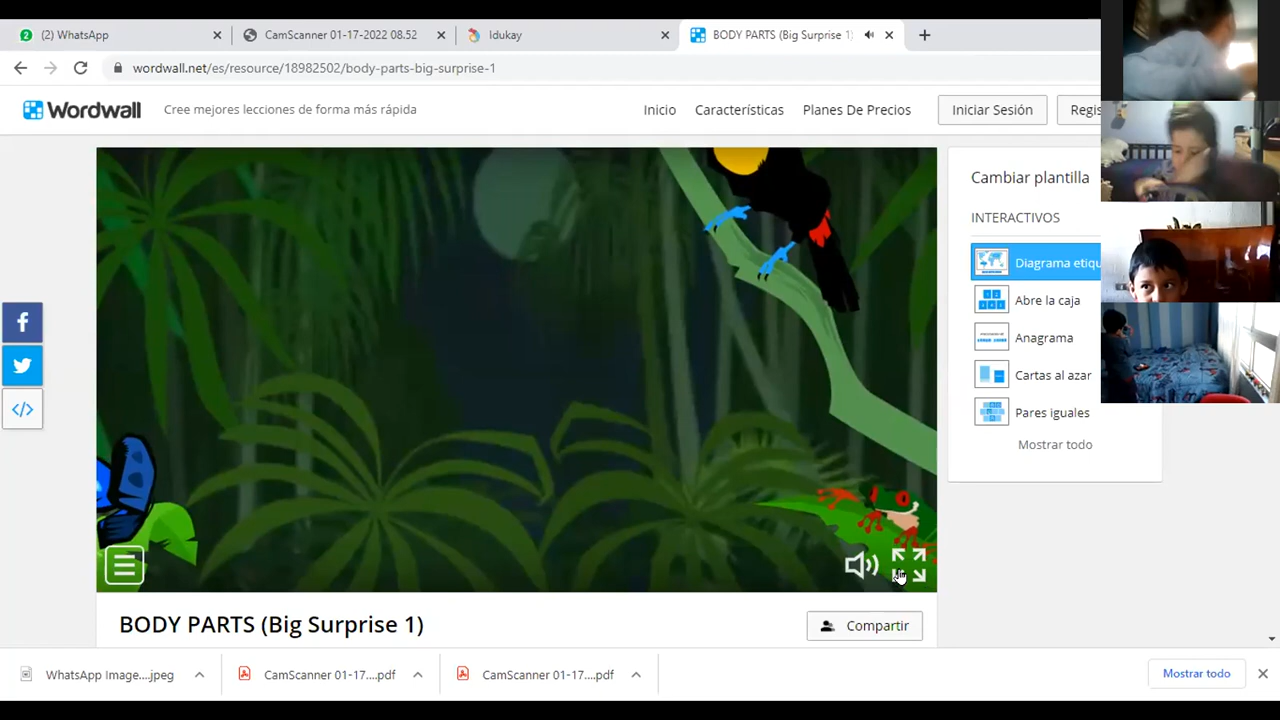 2
(2) WhatsApp
CamScanner 01-17-2022 08.52
Idukay
BODY PARTS (Big Surprise 1)
wordwall.net/es/resource/18982502/body-parts-big-surprise-1
Wordwall
Cree mejores lecciones de forma más rápida
Inicio
Características
Planes De Precios
Iniciar Sesión
Regis
Cambiar plantilla
INTERACTIVOS
Diagrama etiqu
Abre la caja
Anagrama
Cartas al azar
Pares iguales
Mostrar todo
BODY PARTS (Big Surprise 1)
Compartir
WhatsApp Image....jpeg
CamScanner 01-17....pdf
CamScanner 01-17....pdf
Mostrar todo